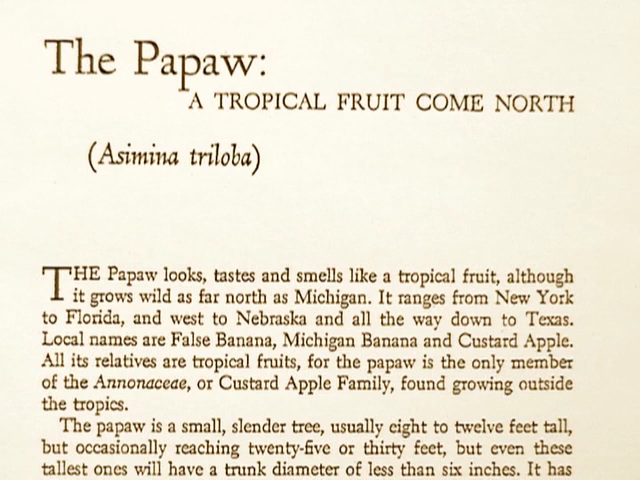 The Papaw:
A TROPICAL FRUIT COME NORTH
(Asimina triloba)
THE Papaw looks, tastes and smells like a tropical fruit, although
it grows wild as far north as Michigan. It ranges from New York
to Florida, and west to Nebraska and all the way down to Texas.
Local names are False Banana, Michigan Banana and Custard Apple.
All its relatives are tropical fruits, for the papaw is the only member
of the Annonaceae, or Custard Apple Family, found growing outside
the tropics.
The papaw is a small, slender tree, usually eight to twelve feet tall,
but occasionally reaching twenty-five or thirty feet, but even these
tallest ones will have a trunk diameter of less than six inches. It has